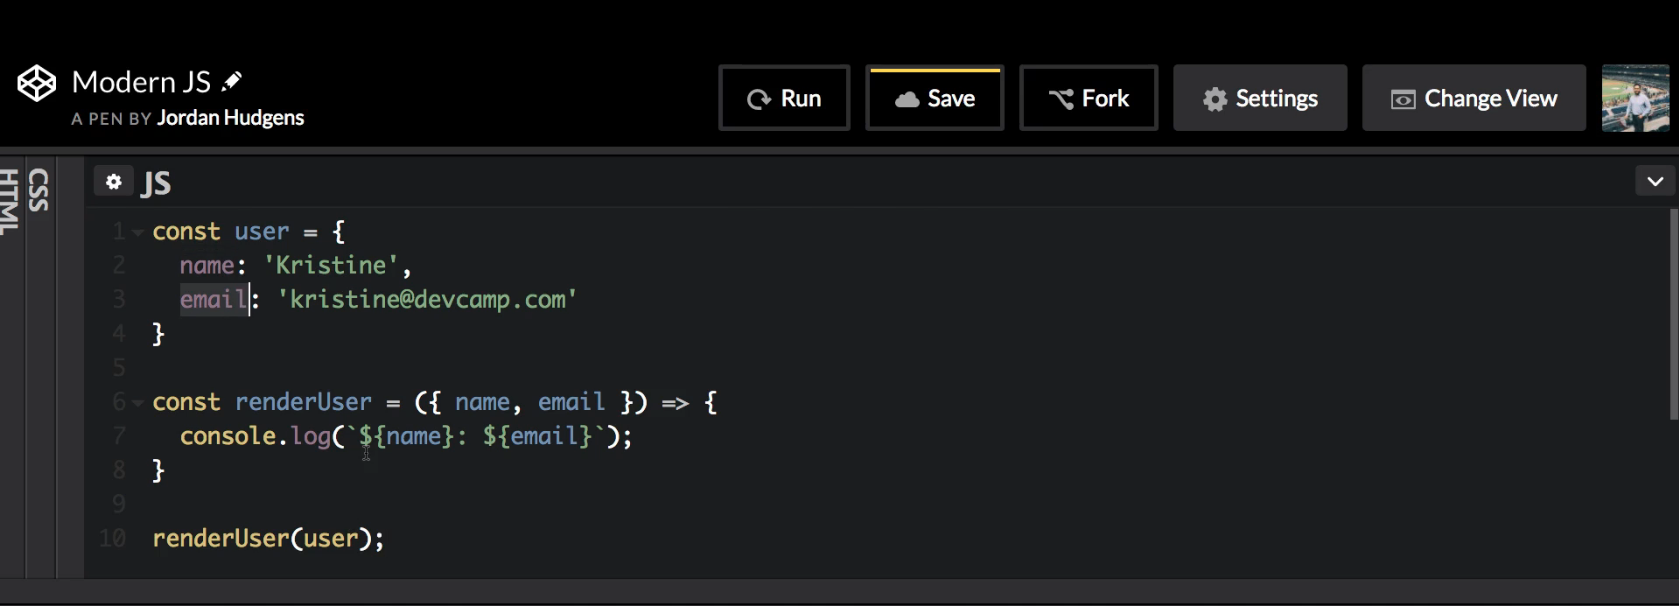 Modern JS
A PEN BY Jordan Hudgens
Run
Save
Fork
Settings
Change View
HTML
CSS
JS
1 const user = {
2   name: 'Kristine',
3   email: 'kristine@devcamp.com'
4 }
5
6 const renderUser = ({ name, email }) => {
7   console.log(`${name}: ${email}`);
8 }
9
10 renderUser(user);